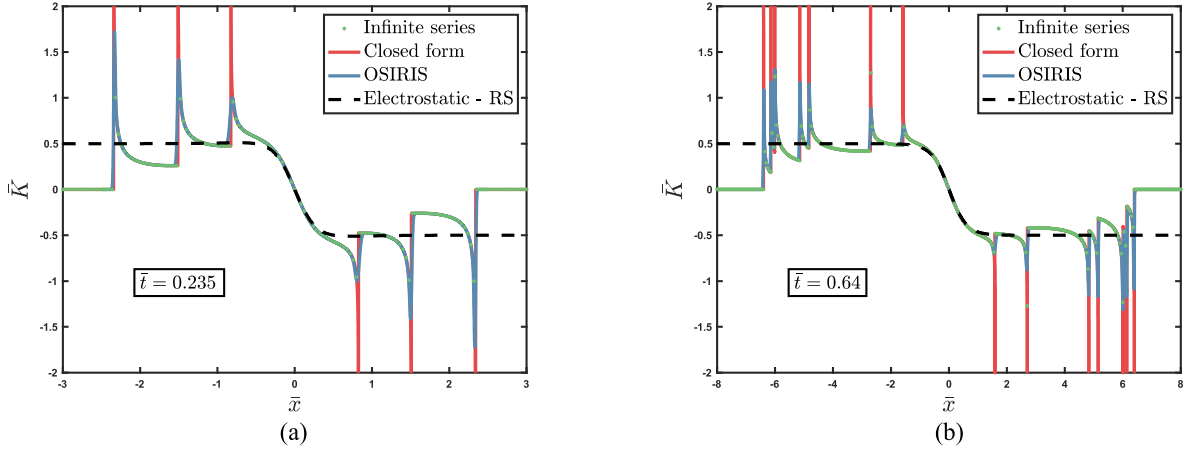 2
1.5
1
0.5
0
-0.5
-1
-1.5
-2
K̄
-3
-2
-1
0
1
2
3
x̄
Infinite series
Closed form
OSIRIS
Electrostatic - RS
t̄ = 0.235
(a)
2
1.5
1
0.5
0
-0.5
-1
-1.5
-2
K̄
-8
-6
-4
-2
0
2
4
6
8
x̄
Infinite series
Closed form
OSIRIS
Electrostatic - RS
t̄ = 0.64
(b)